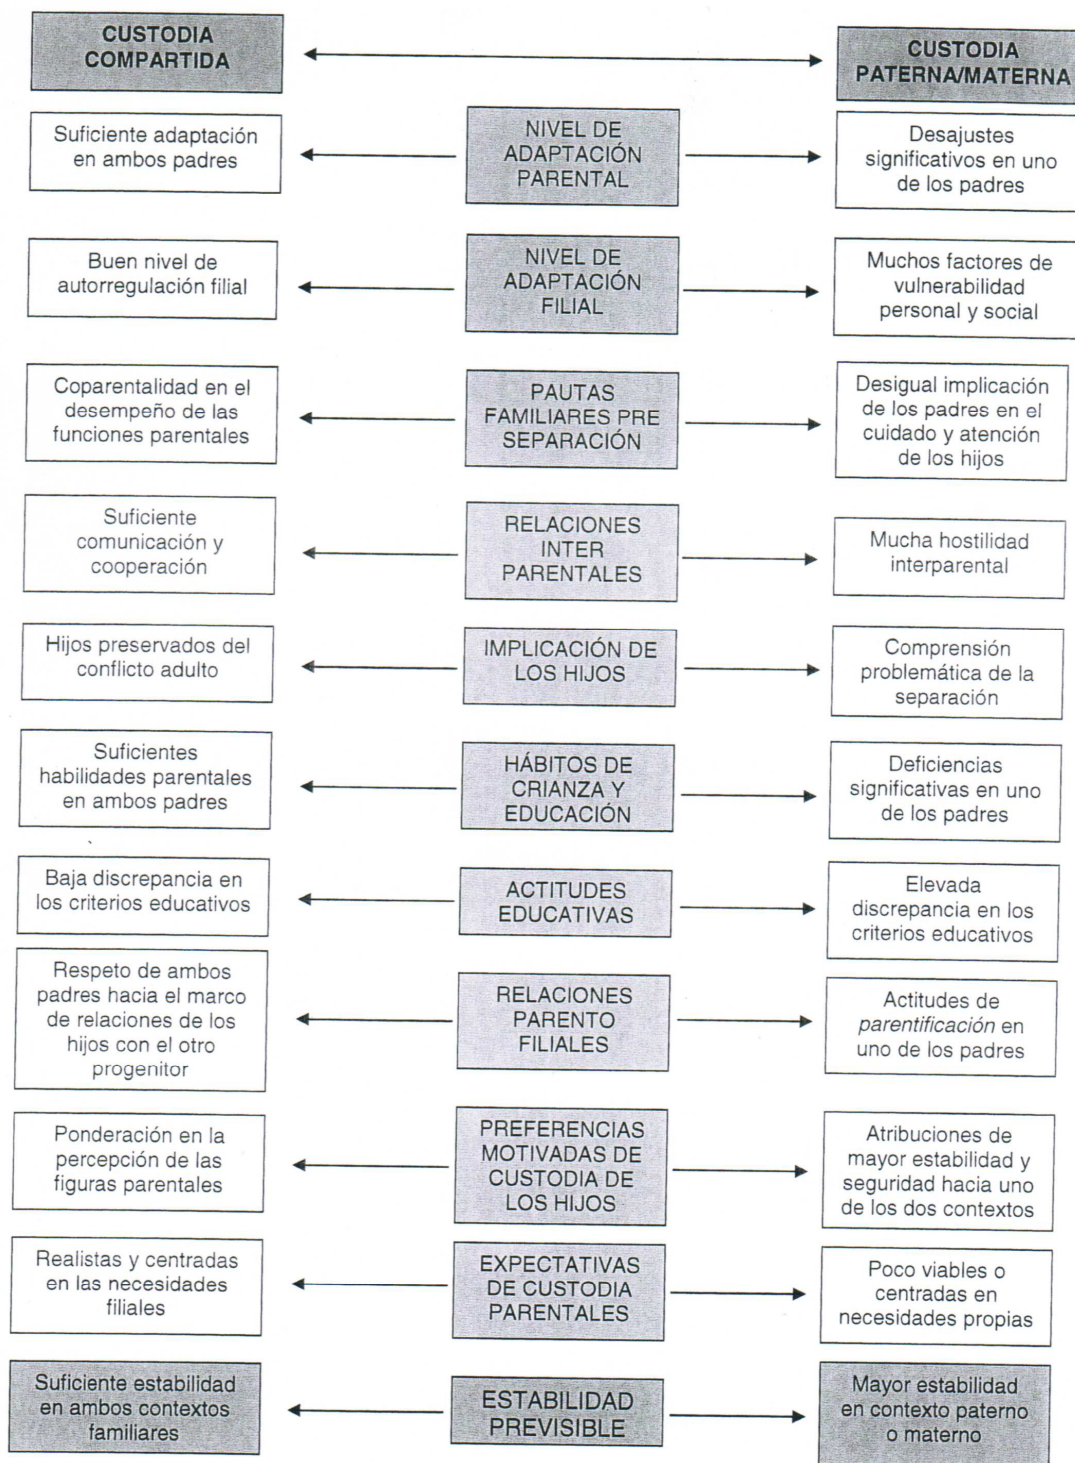 CUSTODIA
COMPARTIDA
CUSTODIA
PATERNA/MATERNA
Suficiente adaptación
en ambos padres
NIVEL DE
ADAPTACIÓN
PARENTAL
Desajustes
significativos en uno
de los padres
Buen nivel de
autorregulación filial
NIVEL DE
ADAPTACIÓN
FILIAL
Muchos factores de
vulnerabilidad
personal y social
Coparentalidad en el
desempeño de las
funciones parentales
PAUTAS
FAMILIARES PRE
SEPARACIÓN
Desigual implicación
de los padres en el
cuidado y atención
de los hijos
Suficiente
comunicación y
cooperación
RELACIONES
INTER
PARENTALES
Mucha hostilidad
interparental
Hijos preservados del
conflicto adulto
IMPLICACIÓN DE
LOS HIJOS
Comprensión
problemática de la
separación
Suficientes
habilidades parentales
en ambos padres
HÁBITOS DE
CRIANZA Y
EDUCACIÓN
Deficiencias
significativas en uno
de los padres
Baja discrepancia en
los criterios educativos
ACTITUDES
EDUCATIVAS
Elevada
discrepancia en los
criterios educativos
Respeto de ambos
padres hacia el marco
de relaciones de los
hijos con el otro
progenitor
RELACIONES
PARENTO
FILIALES
Actitudes de
parentificación en
uno de los padres
Ponderación en la
percepción de las
figuras parentales
PREFERENCIAS
MOTIVADAS DE
CUSTODIA DE
LOS HIJOS
Atribuciones de
mayor estabilidad y
seguridad hacia uno
de los dos contextos
Realistas y centradas
en las necesidades
filiales
EXPECTATIVAS
DE CUSTODIA
PARENTALES
Poco viables o
centradas en
necesidades propias
Suficiente estabilidad
en ambos contextos
familiares
ESTABILIDAD
PREVISIBLE
Mayor estabilidad
en contexto paterno
o materno